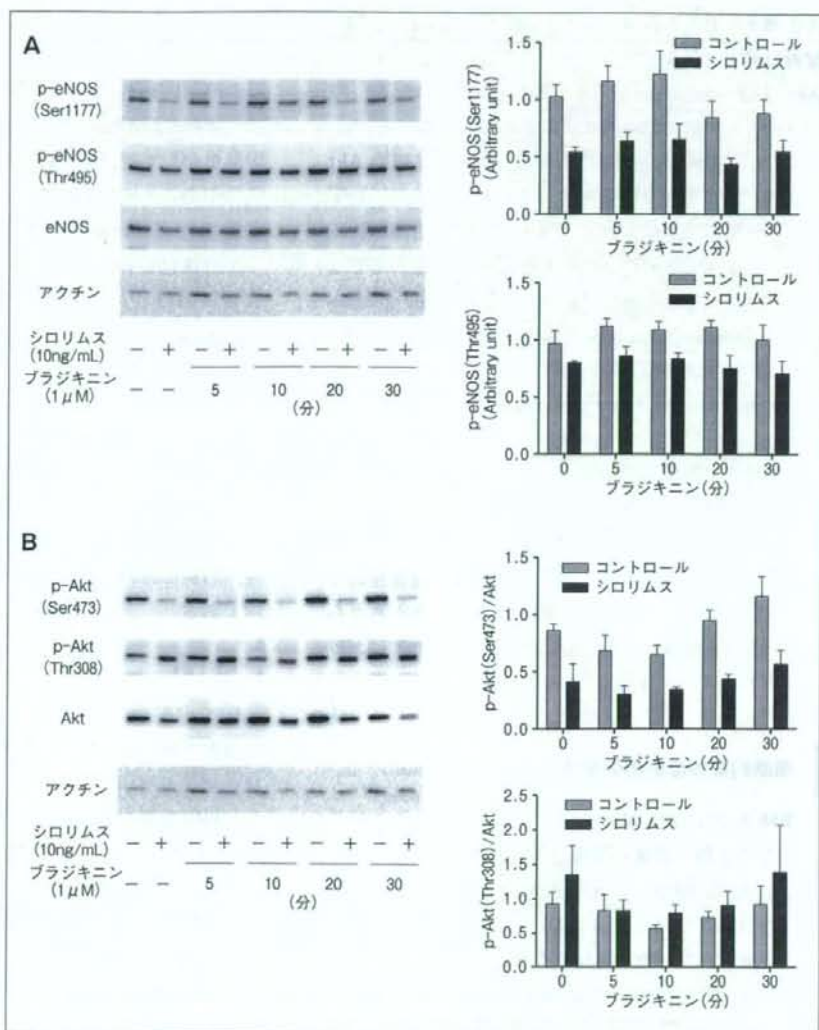 A
p-eNOS
(Ser1177)
p-eNOS
(Thr495)
eNOS
アクチン
シロリムス
(10ng/mL)
− + − + − + − + − +
ブラジキニン
(1μM)
− − 5 10 20 30
(分)
1.5
1.0
0.5
0.0
p-eNOS(Ser1177)
(Arbitrary unit)
コントロール
シロリムス
0 5 10 20 30
ブラジキニン(分)
1.5
1.0
0.5
0.0
p-eNOS(Thr495)
(Arbitrary unit)
コントロール
シロリムス
0 5 10 20 30
ブラジキニン(分)
B
p-Akt
(Ser473)
p-Akt
(Thr308)
Akt
アクチン
シロリムス
(10ng/mL)
− + − + − + − + − +
ブラジキニン
(1μM)
− − 5 10 20 30
(分)
1.5
1.0
0.5
0.0
p-Akt(Ser473)/Akt
コントロール
シロリムス
0 5 10 20 30
ブラジキニン(分)
2.5
2.0
1.5
1.0
0.5
0.0
p-Akt(Thr308)/Akt
コントロール
シロリムス
0 5 10 20 30
ブラジキニン(分)